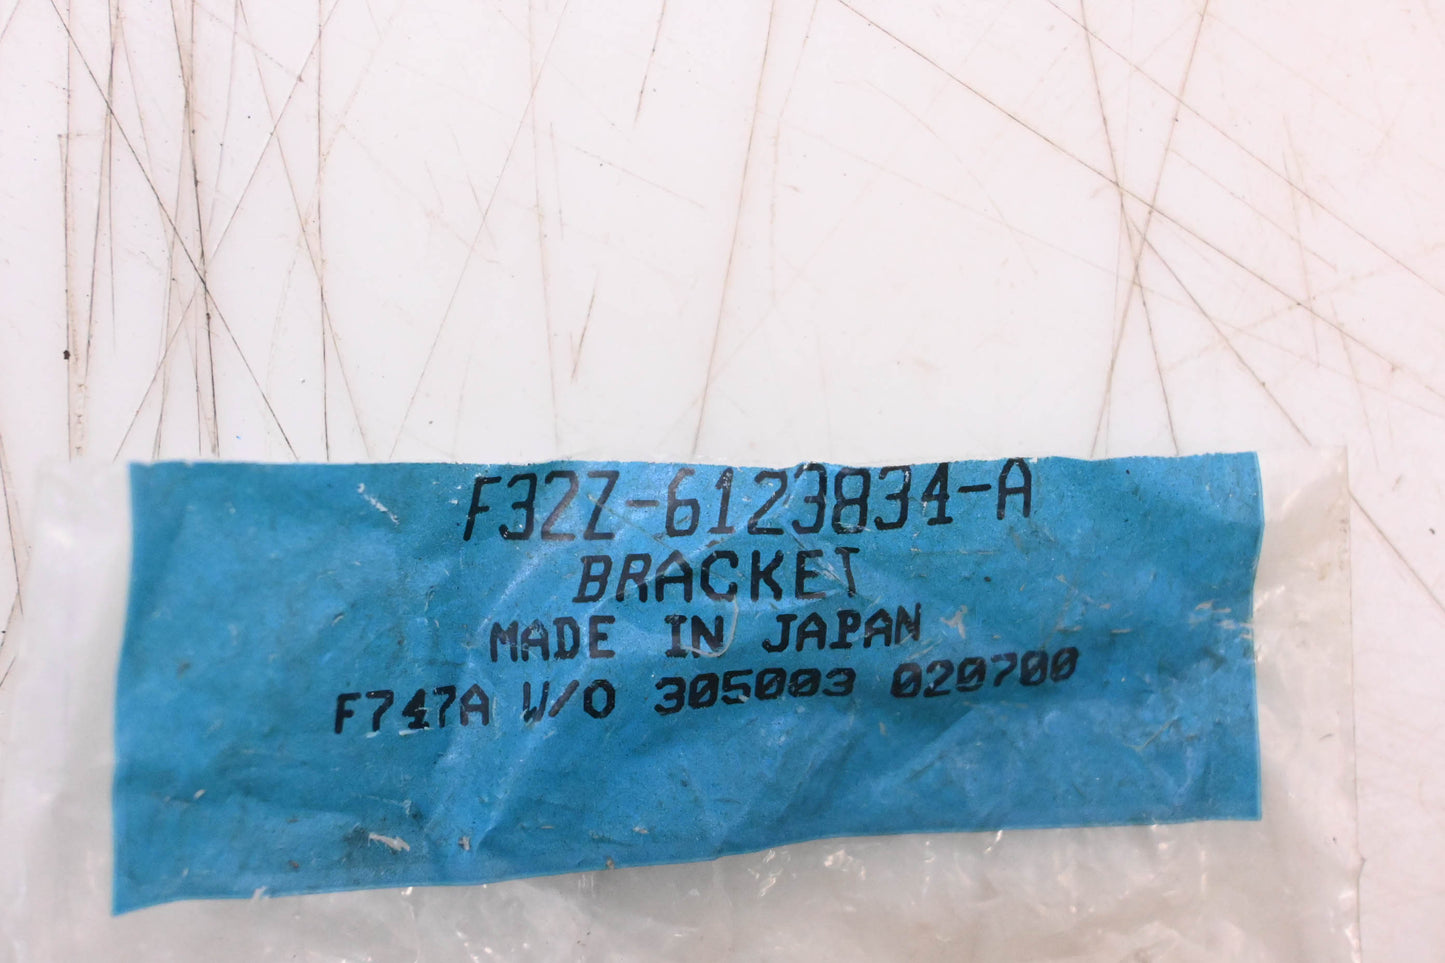 F32Z-6123834-A
BRACKET
MADE IN JAPAN
F747A W/O 305003 020700